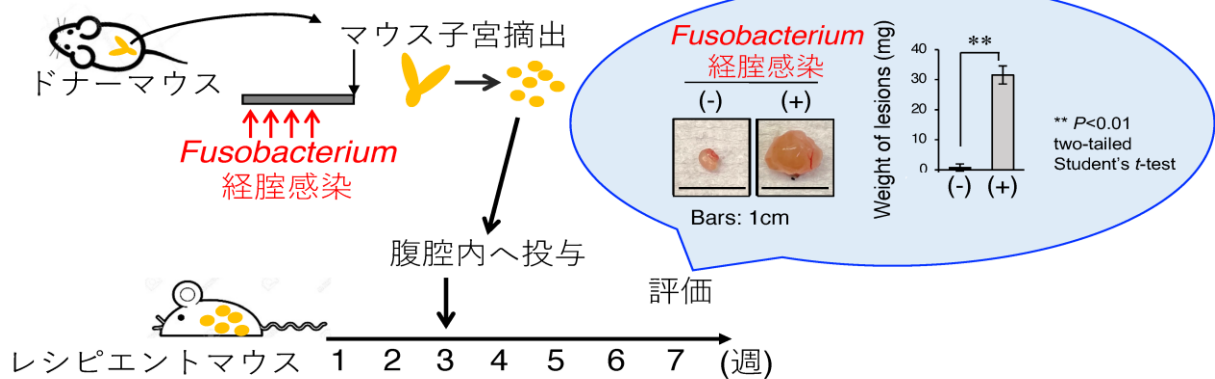 ドナーマウス
マウス子宮摘出
Fusobacterium
経腟感染
腹腔内へ投与
レシピエントマウス
1 2 3 4 5 6 7 (週)
評価
Fusobacterium
経腟感染
(-) (+)
Bars: 1cm
Weight of lesions (mg)
40
30
20
10
0
**
(-) (+)
** P<0.01
two-tailed
Student's t-test